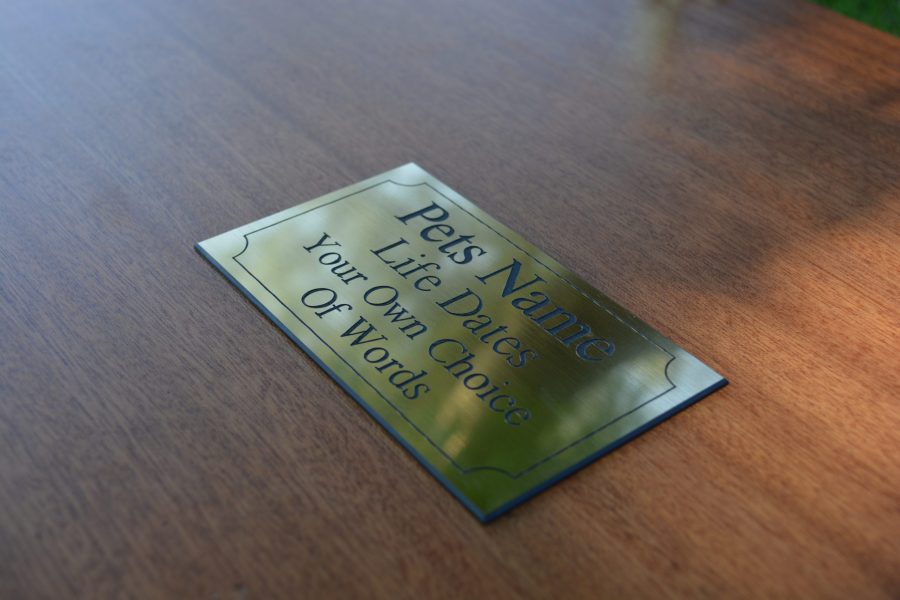 Pets Name
Life Dates
Your Own Choice
Of Words